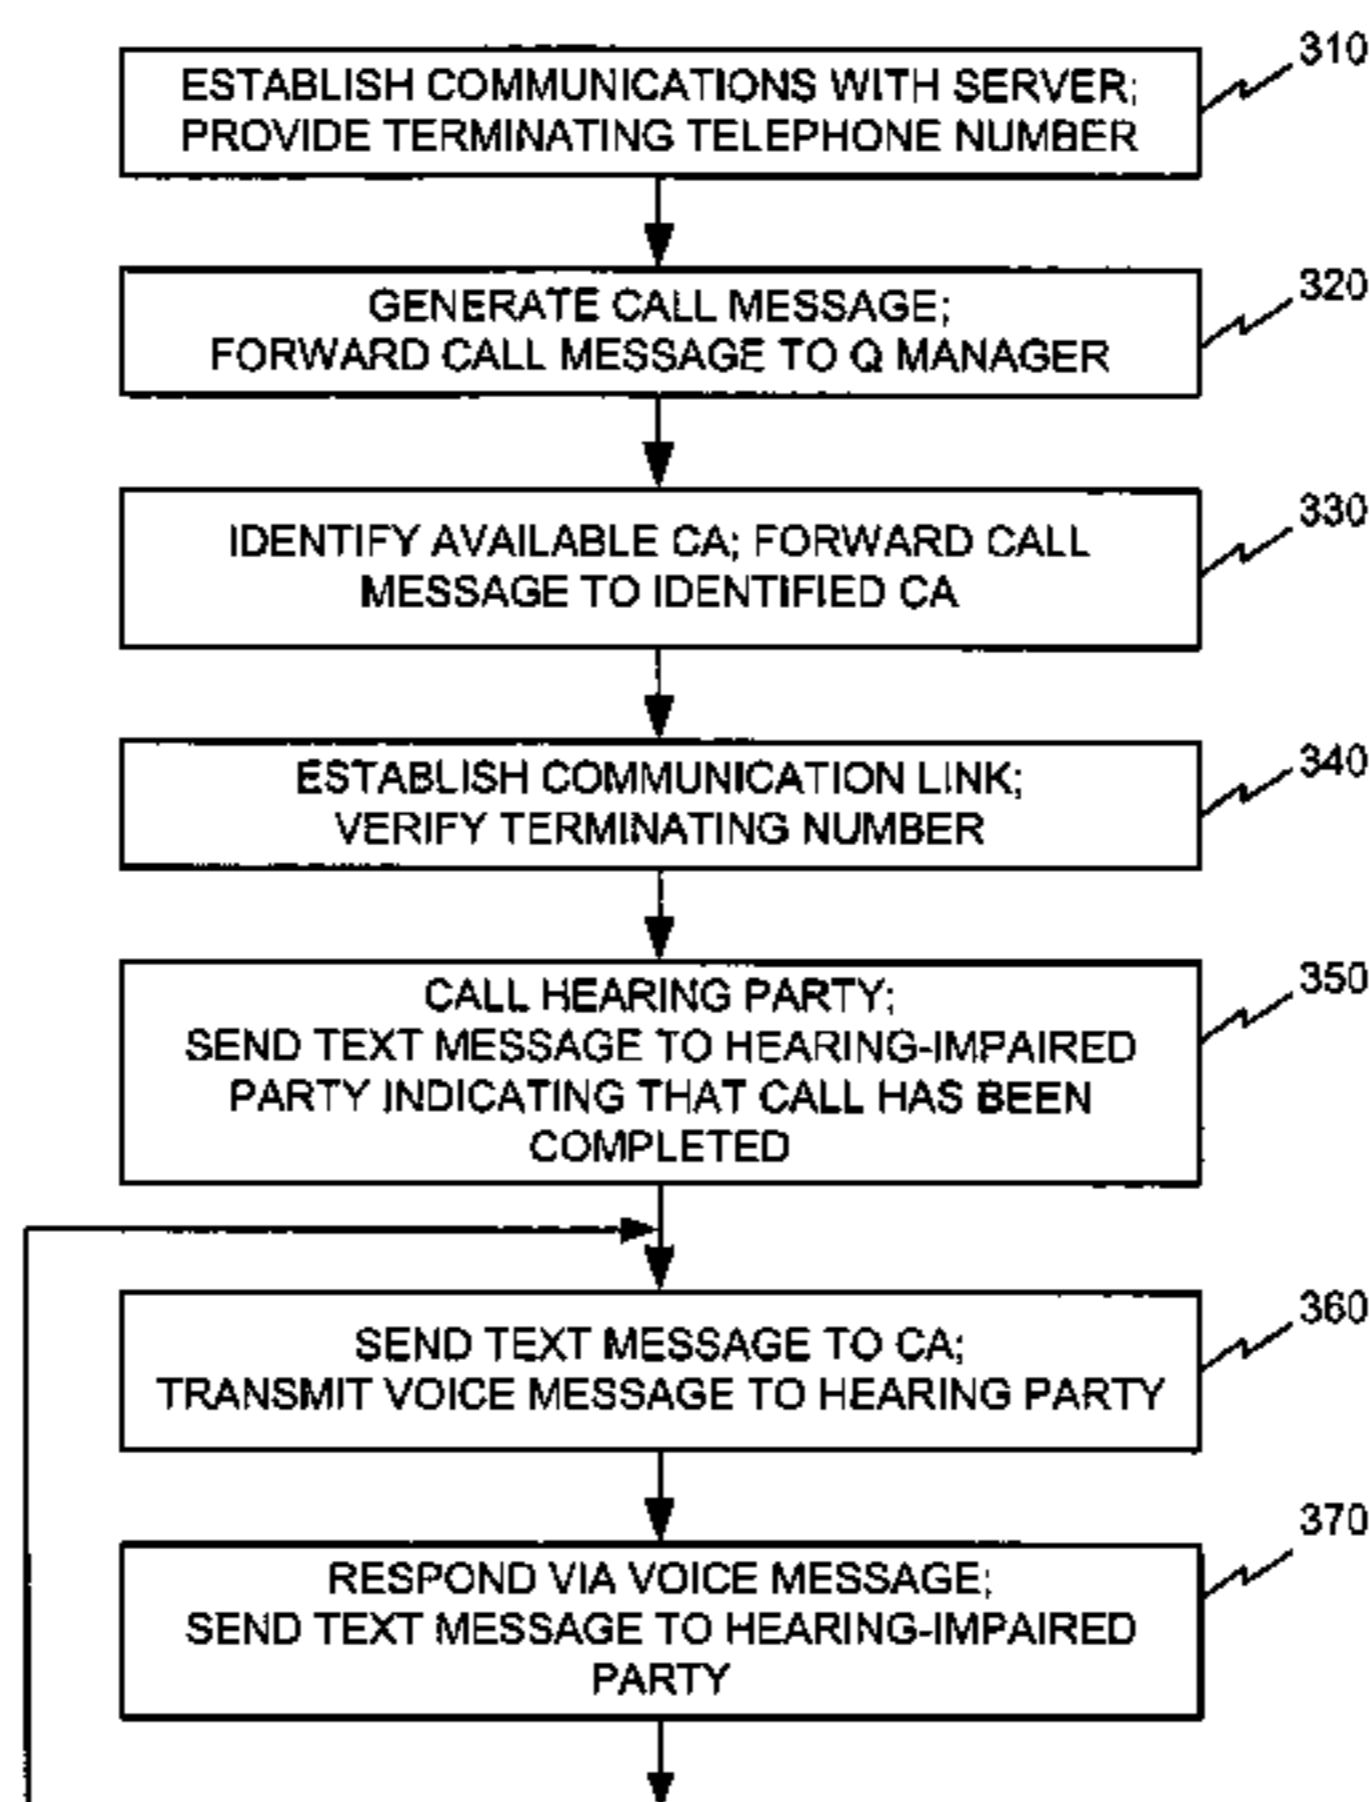 310
ESTABLISH COMMUNICATIONS WITH SERVER;
PROVIDE TERMINATING TELEPHONE NUMBER
320
GENERATE CALL MESSAGE;
FORWARD CALL MESSAGE TO Q MANAGER
330
IDENTIFY AVAILABLE CA; FORWARD CALL
MESSAGE TO IDENTIFIED CA
340
ESTABLISH COMMUNICATION LINK;
VERIFY TERMINATING NUMBER
350
CALL HEARING PARTY;
SEND TEXT MESSAGE TO HEARING-IMPAIRED
PARTY INDICATING THAT CALL HAS BEEN
COMPLETED
360
SEND TEXT MESSAGE TO CA;
TRANSMIT VOICE MESSAGE TO HEARING PARTY
370
RESPOND VIA VOICE MESSAGE;
SEND TEXT MESSAGE TO HEARING-IMPAIRED
PARTY